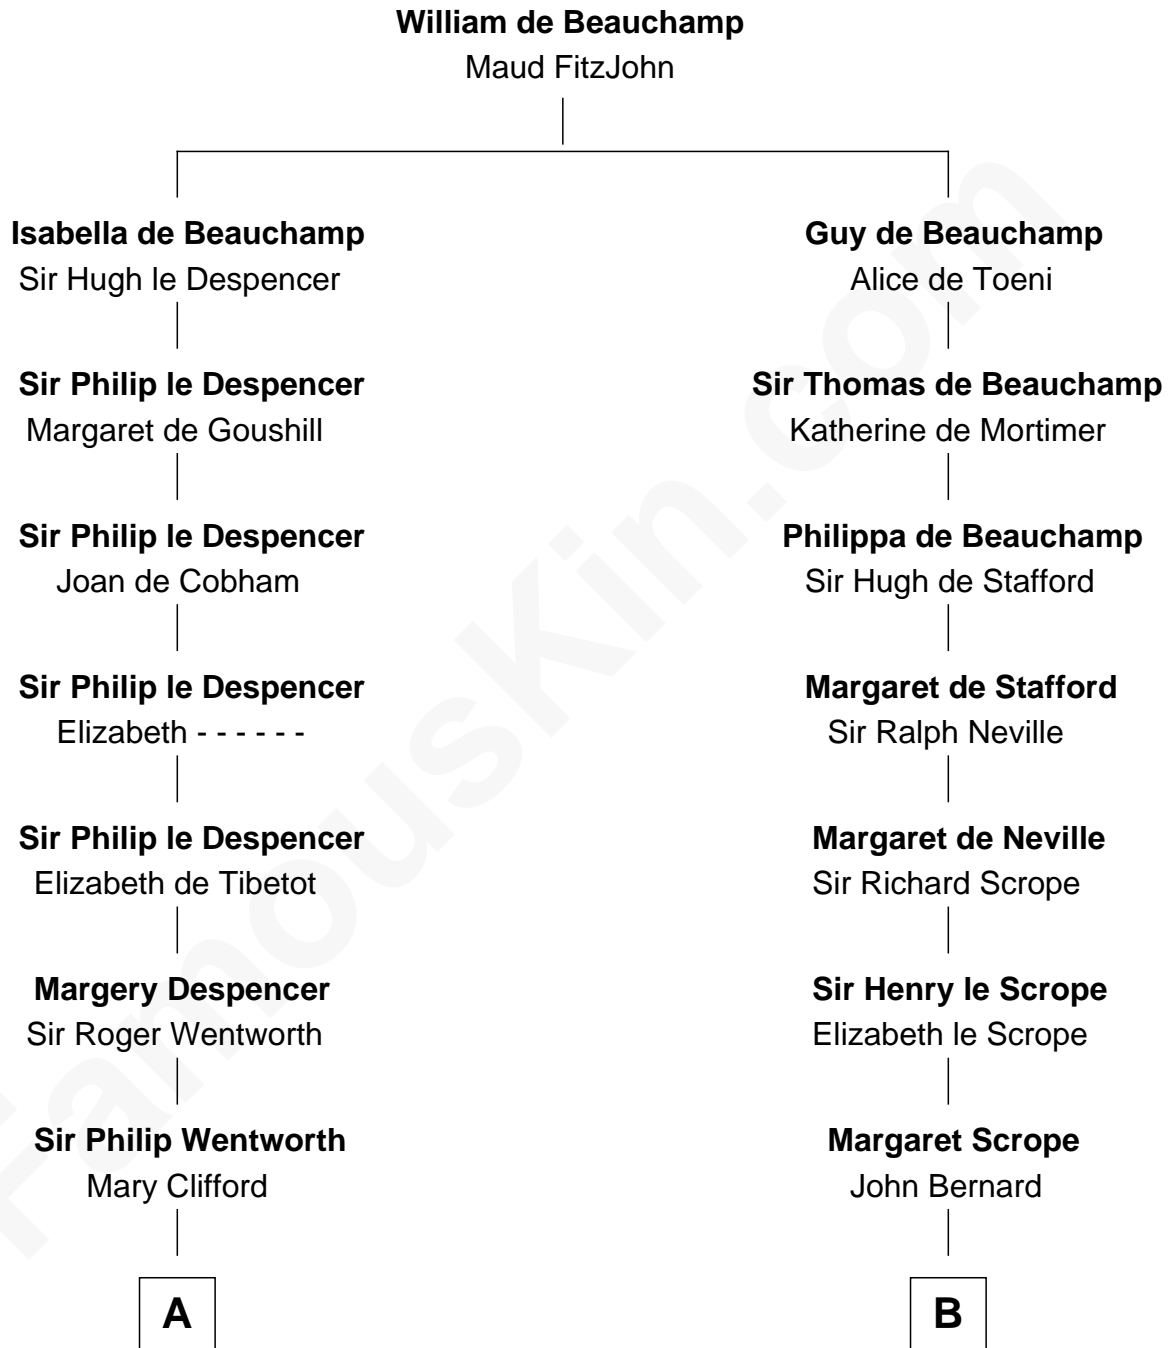 William de Beauchamp
Maud FitzJohn
Isabella de Beauchamp
Sir Hugh le Despencer
Guy de Beauchamp
Alice de Toeni
Sir Philip le Despencer
Margaret de Goushill
Sir Thomas de Beauchamp
Katherine de Mortimer
Sir Philip le Despencer
Joan de Cobham
Philippa de Beauchamp
Sir Hugh de Stafford
Sir Philip le Despencer
Elizabeth - - - - - -
Margaret de Stafford
Sir Ralph Neville
Sir Philip le Despencer
Elizabeth de Tibetot
Margaret de Neville
Sir Richard Scrope
Margery Despencer
Sir Roger Wentworth
Sir Henry le Scrope
Elizabeth le Scrope
Sir Philip Wentworth
Mary Clifford
Margaret Scrope
John Bernard
A
B
FamousKin.com